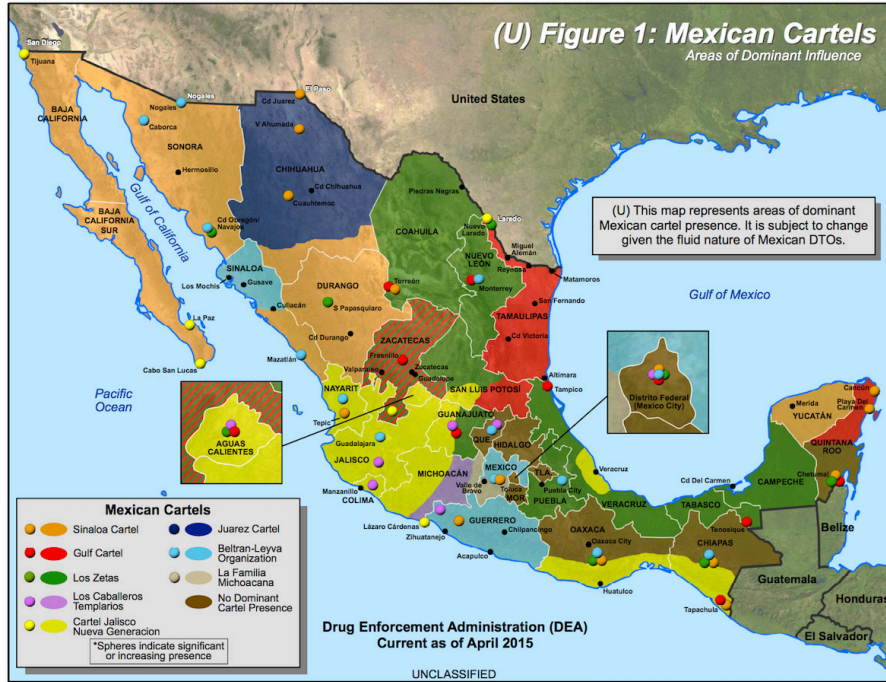 (U) Figure 1: Mexican Cartels
Areas of Dominant Influence
San Diego
Tijuana
BAJA
CALIFORNIA
Nogales
Nogales
Caborca
SONORA
Hermosillo
El Paso
Cd Juarez
V Ahumada
CHIHUAHUA
Cd Chihuahua
Cuauhtemoc
United States
Piedras Negras
COAHUILA
Laredo
Nuevo
Laredo
(U) This map represents areas of dominant
Mexican cartel presence. It is subject to change
given the fluid nature of Mexican DTOs.
Gulf of California
BAJA
CALIFORNIA
SUR
Cd Obregon/
Navajos
SINALOA
Los Mochis
Gusave
Culiacán
DURANGO
S Papasquiaro
Cd Durango
Torreón
NUEVO
LEÓN
Monterrey
Miguel
Alemán
Reynosa
Matamoros
San Fernando
TAMAULIPAS
Cd Victoria
Gulf of Mexico
La Paz
Cabo San Lucas
Mazatlán
ZACATECAS
Fresnillo
Valparaiso
Zacatecas
Guadalupe
Pacific
Ocean
AGUAS
CALIENTES
NAYARIT
Tepic
SAN LUIS POTOSÍ
Altimara
Tampico
Distrito Federal
(Mexico City)
Cancún
Playa Del
Carmen
Merida
YUCATÁN
QUINTANA
ROO
Chetumal
Guadalajara
JALISCO
GUANAJUATO
QUE
HIDALGO
Manzanillo
COLIMA
MICHOACÁN
MEXICO
Valle de
Bravo
Toluca
MOR
TLA
Puebla City
PUEBLA
Veracruz
VERACRUZ
Cd Del Carmen
CAMPECHE
TABASCO
Tenosique
Lázaro Cárdenas
Zihuatanejo
GUERRERO
Chilpancingo
Acapulco
OAXACA
Oaxaca City
Huatulco
CHIAPAS
Tapachula
Belize
Guatemala
Honduras
El Salvador
Mexican Cartels
Sinaloa Cartel
Gulf Cartel
Los Zetas
Los Caballeros
Templarios
Cartel Jalisco
Nueva Generacion
Juarez Cartel
Beltran-Leyva
Organization
La Familia
Michoacana
No Dominant
Cartel Presence
*Spheres indicate significant
or increasing presence
Drug Enforcement Administration (DEA)
Current as of April 2015
UNCLASSIFIED